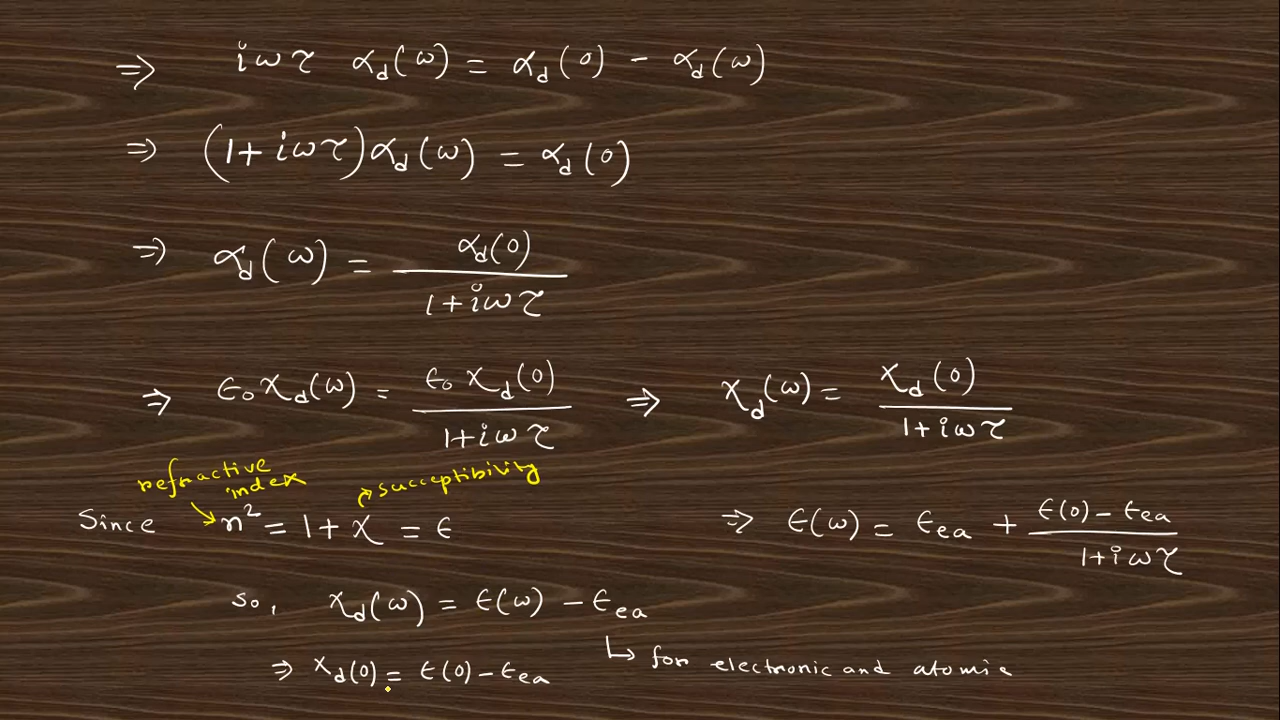 ⇒ iωτ α_d(ω) = α_d(0) - α_d(ω)
⇒ (1+iωτ)α_d(ω) = α_d(0)
⇒ α_d(ω) = α_d(0) / 1+iωτ
⇒ ε₀χ_d(ω) = ε₀χ_d(0) / 1+iωτ ⇒ χ_d(ω) = χ_d(0) / 1+iωτ
refractive
index
succeptibility
Since n² = 1 + χ = ε
⇒ ε(ω) = ε_ea + ε(0) - ε_ea / 1+iωτ
so, χ_d(ω) = ε(ω) - ε_ea
↳ for electronic and atomic
⇒ χ_d(0) = ε(0) - ε_ea